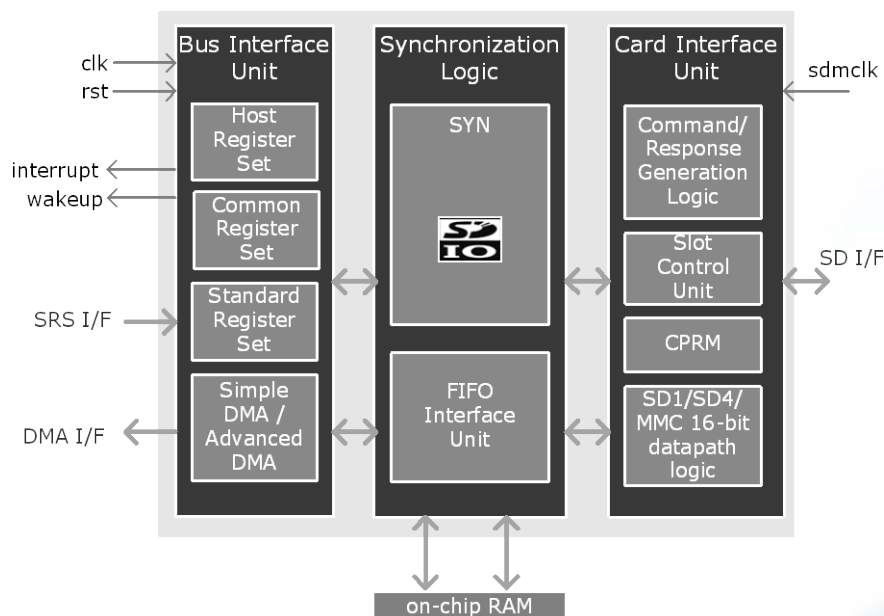 Bus Interface
Unit
Synchronization
Logic
Card Interface
Unit
clk
rst
interrupt
wakeup
SRS I/F
DMA I/F
Host
Register
Set
Common
Register
Set
Standard
Register
Set
Simple
DMA /
Advanced
DMA
SYN
SD
IO
FIFO
Interface
Unit
Command/
Response
Generation
Logic
Slot
Control
Unit
CPRM
SD1/SD4/
MMC 16-bit
datapath
logic
sdmclk
SD I/F
on-chip RAM